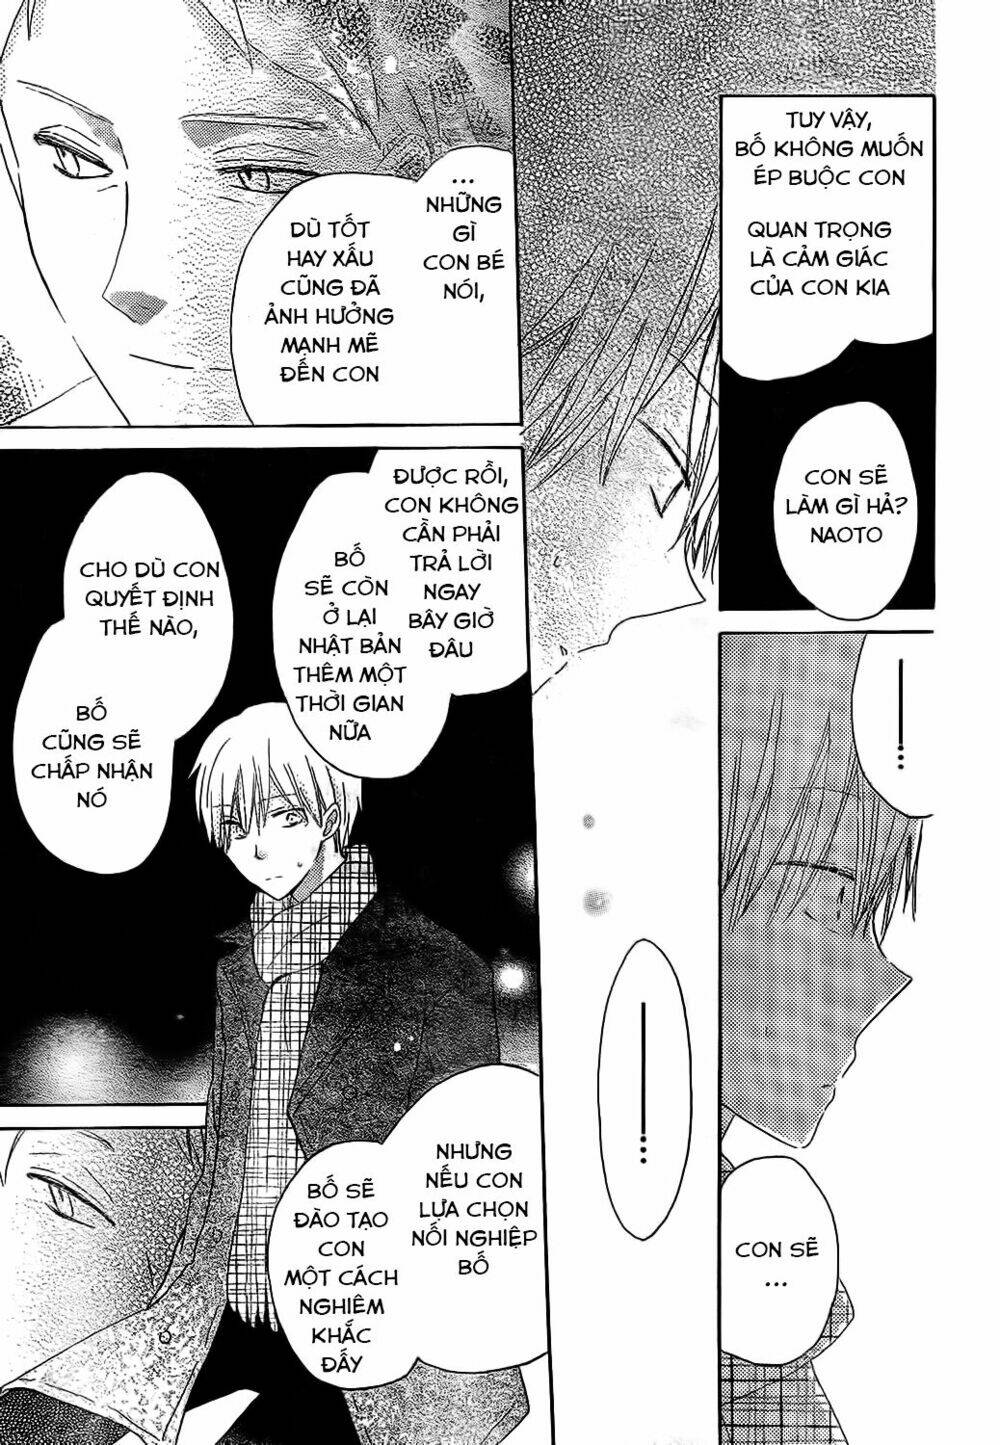 TUY VẬY,
BỐ KHÔNG MUỐN
ÉP BUỘC CON
QUAN TRỌNG
LÀ CẢM GIÁC
CỦA CON KIA
CON SẼ
LÀM GÌ HẢ?
NAOTO
...
NHỮNG
GÌ
CON BÉ
NÓI,
DÙ TỐT
HAY XẤU
CŨNG ĐÃ
ẢNH HƯỞNG
MẠNH MẼ
ĐẾN CON
CON SẼ
...
ĐƯỢC RỒI,
CON KHÔNG
CẦN PHẢI
TRẢ LỜI
NGAY
BÂY GIỜ
ĐÂU
BỐ
SẼ CÒN
Ở LẠI
NHẬT BẢN
THÊM MỘT
THỜI GIAN
NỮA
CHO DÙ CON
QUYẾT ĐỊNH
THẾ NÀO,
BỐ
CŨNG SẼ
CHẤP NHẬN
NÓ
NHƯNG
NẾU CON
LỰA CHỌN
NỐI NGHIỆP
BỐ
BỐ SẼ
ĐÀO TẠO
CON
MỘT CÁCH
NGHIÊM
KHẮC
ĐẤY